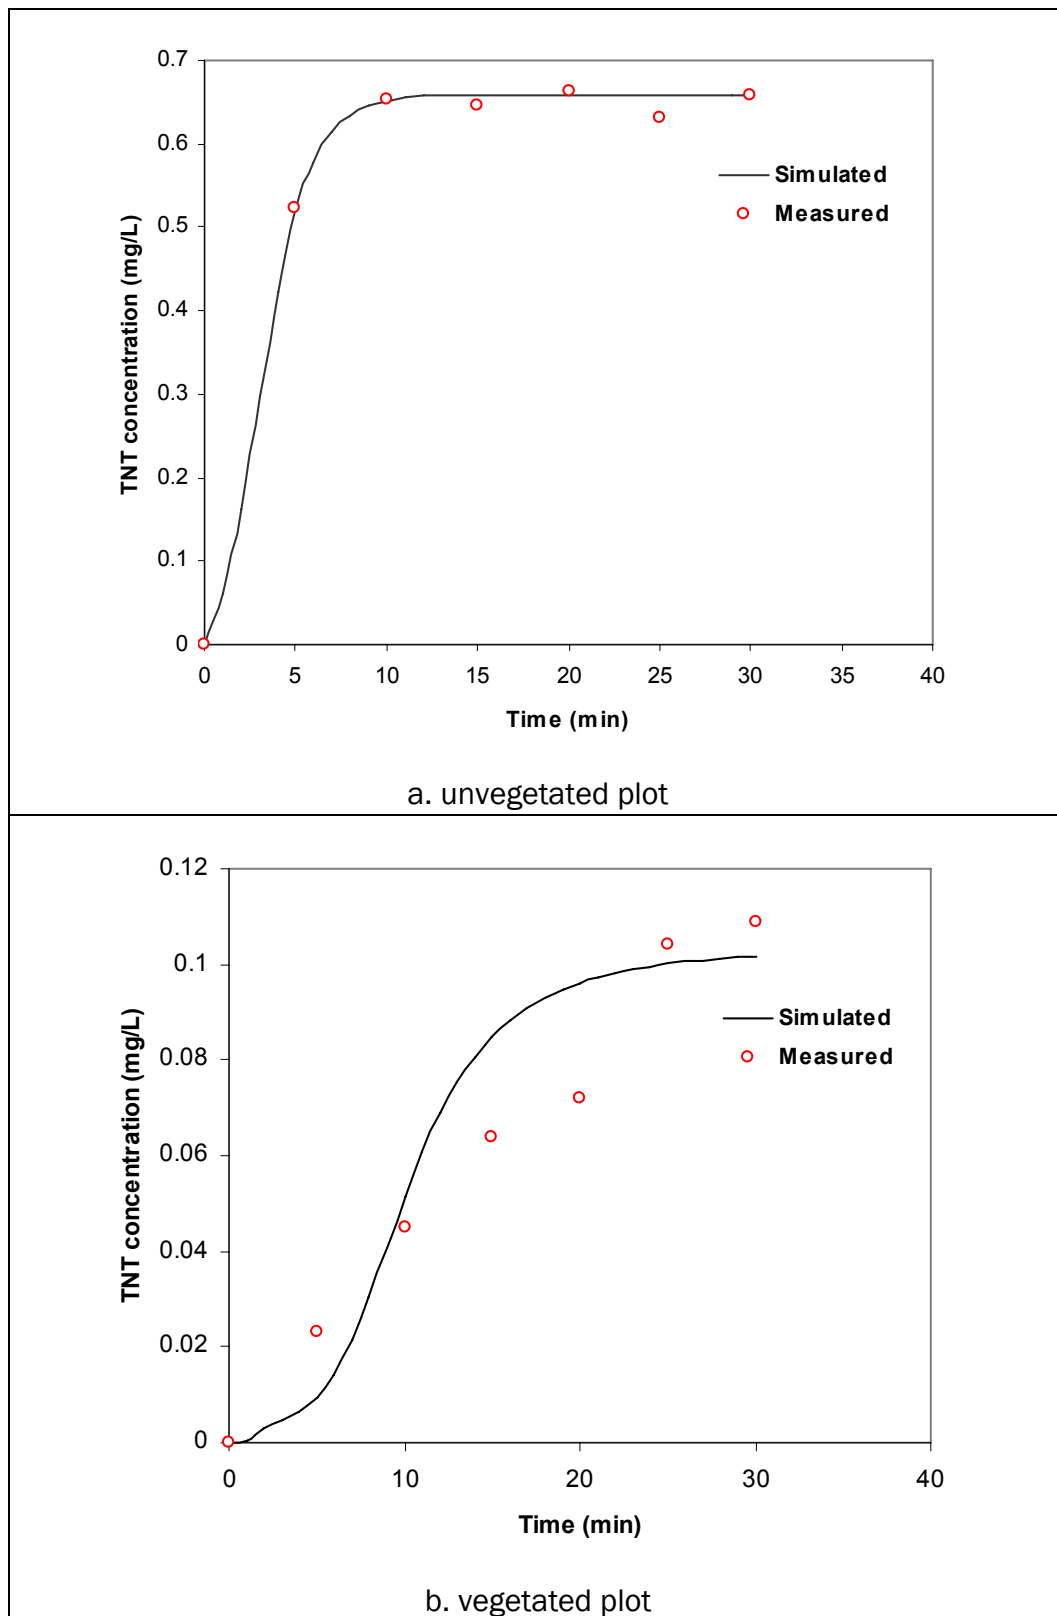 0.7
0.6
0.5
0.4
0.3
0.2
0.1
0
TNT concentration (mg/L)
Simulated
Measured
0 5 10 15 20 25 30 35 40
Time (min)
a. unvegetated plot
0.12
0.1
0.08
0.06
0.04
0.02
0
TNT concentration (mg/L)
Simulated
Measured
0 10 20 30 40
Time (min)
b. vegetated plot